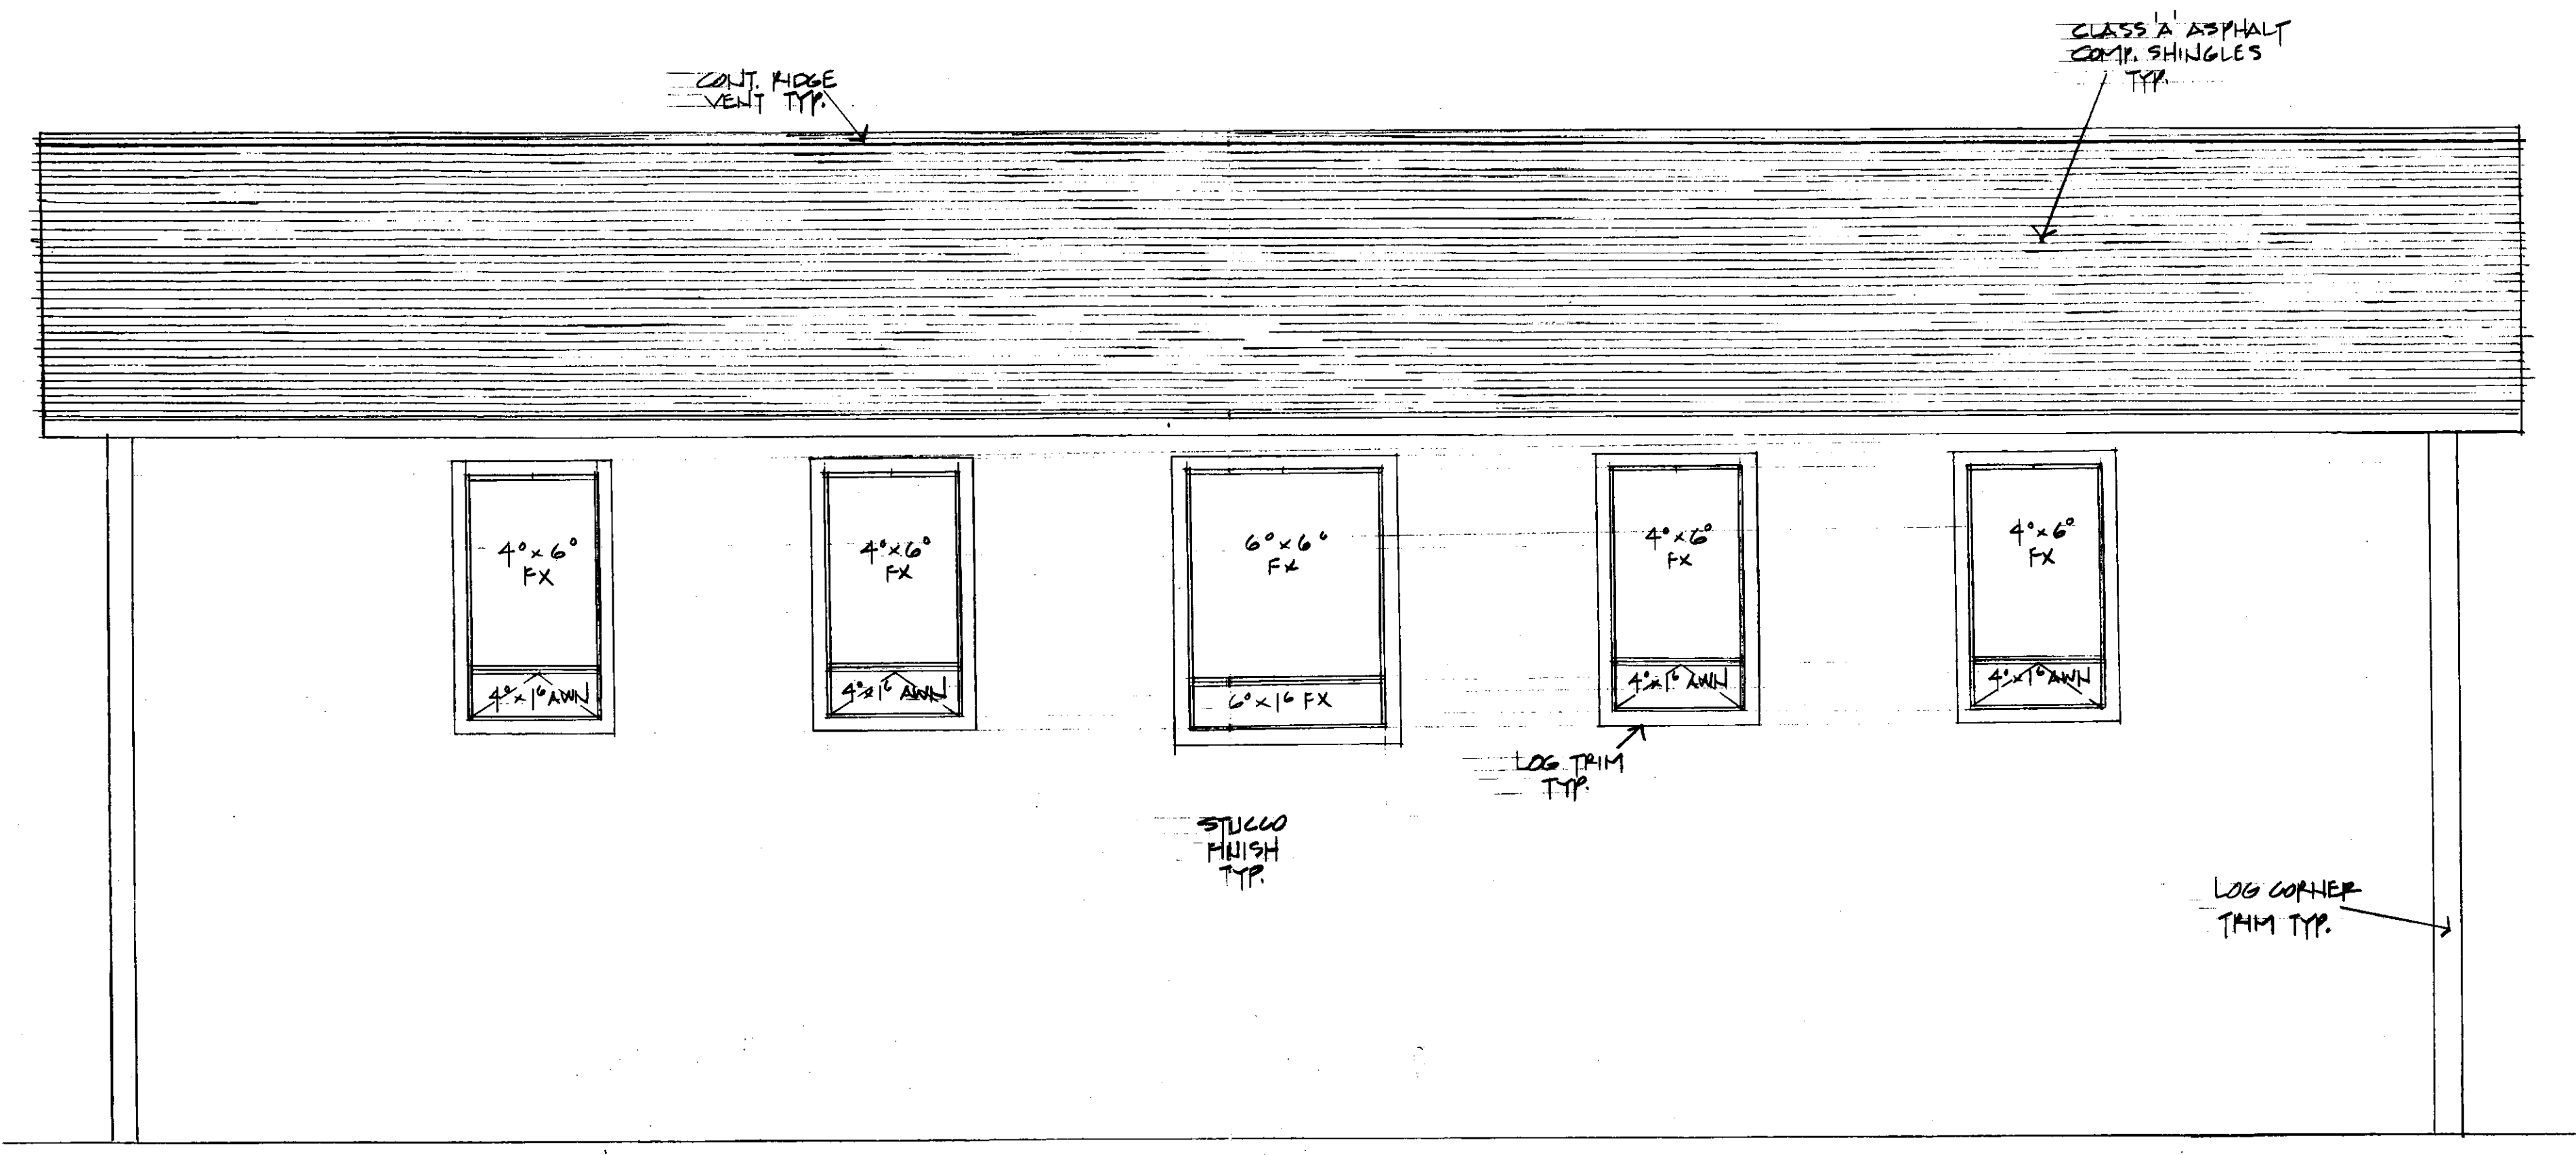 CLASS 'A' ASPHALT
COMP. SHINGLES
TYP.
CONT. RIDGE
VENT TYP.
4⁰ x 6⁰
FX
4⁰ x 6⁰
FX
6⁰ x 6⁰
FX
4⁰ x 6⁰
FX
4⁰ x 6⁰
FX
4⁰ x 1⁶ AWN
4⁰ x 1⁶ AWN
6⁰ x 1⁶ FX
4⁰ x 1⁶ AWN
4⁰ x 1⁶ AWN
LOG TRIM
TYP.
STUCCO
FINISH
TYP.
LOG CORNER
TRIM TYP.